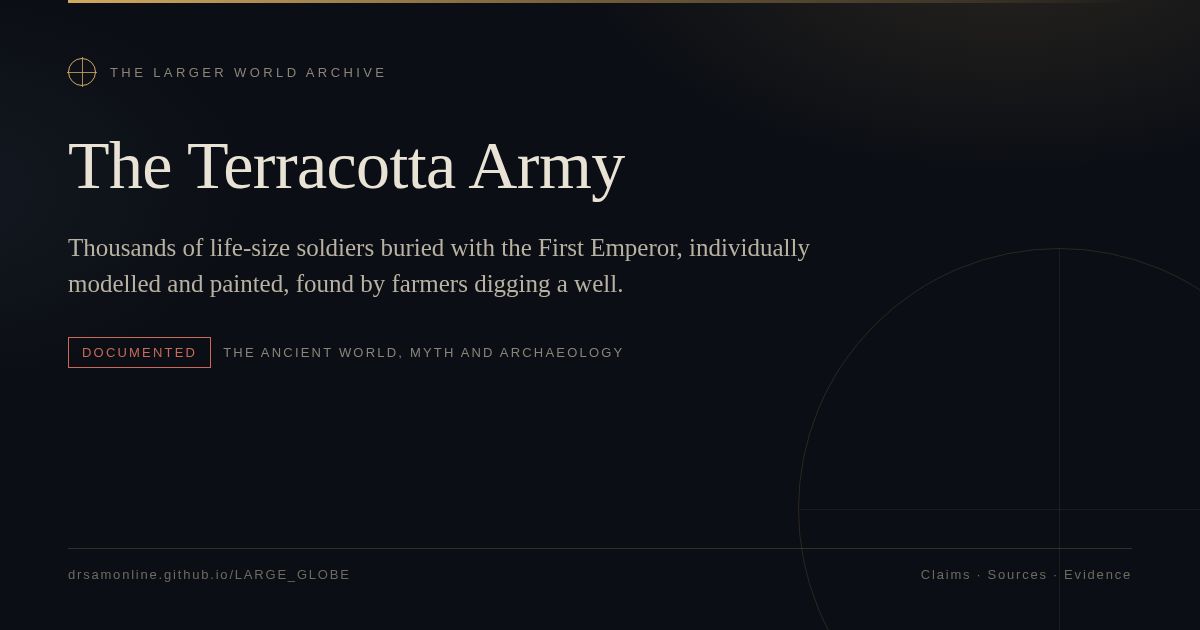 THE LARGER WORLD ARCHIVE
The Terracotta Army
Thousands of life-size soldiers buried with the First Emperor, individually
modelled and painted, found by farmers digging a well.
DOCUMENTED THE ANCIENT WORLD, MYTH AND ARCHAEOLOGY
drsamonline.github.io/LARGE_GLOBE Claims · Sources · Evidence